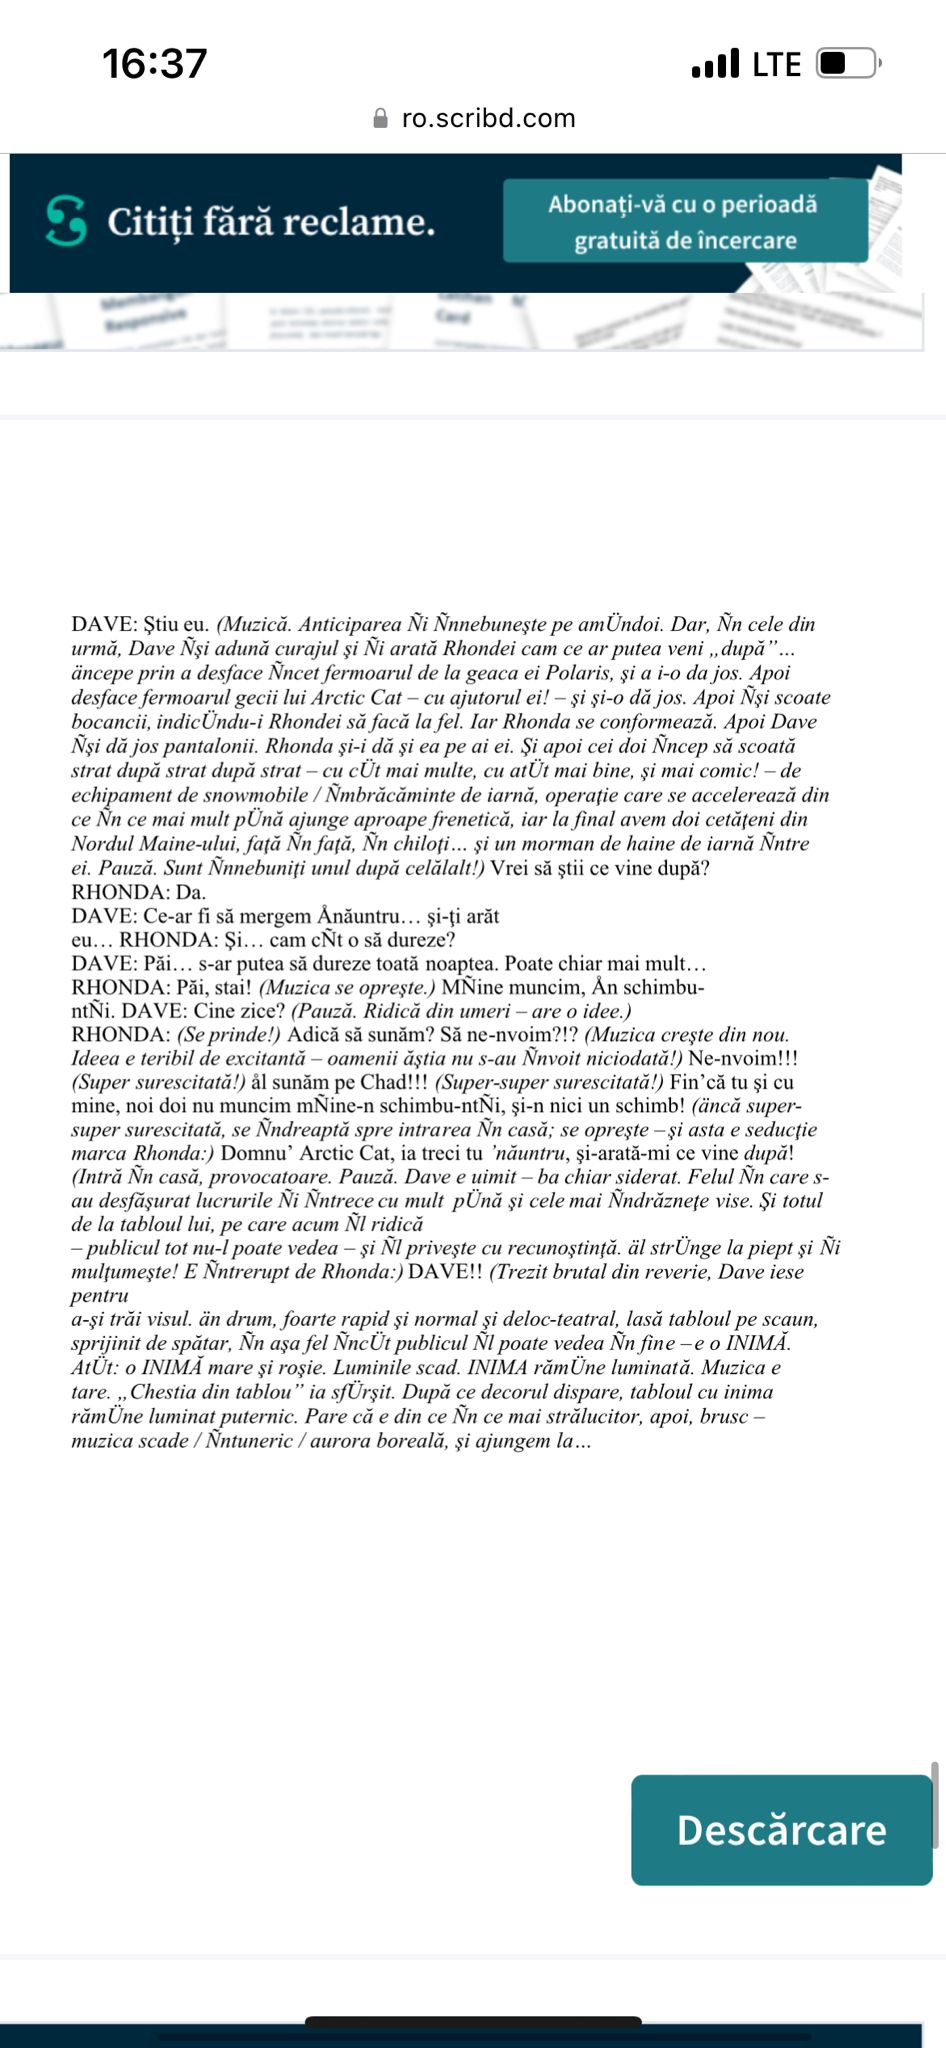 16:37
LTE
ro.scribd.com
Citiți fără reclame.
Abonați-vă cu o perioadă
gratuită de încercare
Responsive
Card
DAVE: Ştiu eu. (Muzică. Anticiparea Ñi Ñnnebuneşte pe amÜndoi. Dar, Ñn cele din
urmă, Dave Ñşi adună curajul şi Ñi arată Rhondei cam ce ar putea veni „după”…
äncepe prin a desface Ñncet fermoarul de la geaca ei Polaris, şi a i-o da jos. Apoi
desface fermoarul gecii lui Arctic Cat – cu ajutorul ei! – şi şi-o dă jos. Apoi Ñşi scoate
bocancii, indicÜndu-i Rhondei să facă la fel. Iar Rhonda se conformează. Apoi Dave
Ñşi dă jos pantalonii. Rhonda şi-i dă şi ea pe ai ei. Şi apoi cei doi Ñncep să scoată
strat după strat după strat – cu cÜt mai multe, cu atÜt mai bine, şi mai comic! – de
echipament de snowmobile / Ñmbrăcăminte de iarnă, operaţie care se accelerează din
ce Ñn ce mai mult pÜnă ajunge aproape frenetică, iar la final avem doi cetăţeni din
Nordul Maine-ului, faţă Ñn faţă, Ñn chiloţi… şi un morman de haine de iarnă Ñntre
ei. Pauză. Sunt Ñnnebuniţi unul după celălalt!) Vrei să ştii ce vine după?
RHONDA: Da.
DAVE: Ce-ar fi să mergem Ånăuntru… şi-ţi arăt
eu… RHONDA: Şi… cam cÑt o să dureze?
DAVE: Păi… s-ar putea să dureze toată noaptea. Poate chiar mai mult…
RHONDA: Păi, stai! (Muzica se opreşte.) MÑine muncim, Ån schimbu-
ntÑi. DAVE: Cine zice? (Pauză. Ridică din umeri – are o idee.)
RHONDA: (Se prinde!) Adică să sunăm? Să ne-nvoim?!? (Muzica creşte din nou.
Ideea e teribil de excitantă – oamenii ăştia nu s-au Ñnvoit niciodată!) Ne-nvoim!!!
(Super surescitată!) ål sunăm pe Chad!!! (Super-super surescitată!) Fin’că tu şi cu
mine, noi doi nu muncim mÑine-n schimbu-ntÑi, şi-n nici un schimb! (äncă super-
super surescitată, se Ñndreaptă spre intrarea Ñn casă; se opreşte – şi asta e seducţie
marca Rhonda:) Domnu’ Arctic Cat, ia treci tu ’năuntru, şi-arată-mi ce vine după!
(Intră Ñn casă, provocatoare. Pauză. Dave e uimit – ba chiar siderat. Felul Ñn care s-
au desfăşurat lucrurile Ñi Ñntrece cu mult pÜnă şi cele mai Ñndrăzneţe vise. Şi totul
de la tabloul lui, pe care acum Ñl ridică
– publicul tot nu-l poate vedea – şi Ñl priveşte cu recunoştinţă. äl strÜnge la piept şi Ñi
mulţumeşte! E Ñntrerupt de Rhonda:) DAVE!! (Trezit brutal din reverie, Dave iese
pentru
a-şi trăi visul. än drum, foarte rapid şi normal şi deloc-teatral, lasă tabloul pe scaun,
sprijinit de spătar, Ñn aşa fel ÑncÜt publicul Ñl poate vedea Ñn fine – e o INIMĂ.
AtÜt: o INIMĂ mare şi roşie. Luminile scad. INIMA rămÜne luminată. Muzica e
tare. „Chestia din tablou” ia sfÜrşit. După ce decorul dispare, tabloul cu inima
rămÜne luminat puternic. Pare că e din ce Ñn ce mai strălucitor, apoi, brusc –
muzica scade / Ñntuneric / aurora boreală, şi ajungem la…
Descărcare